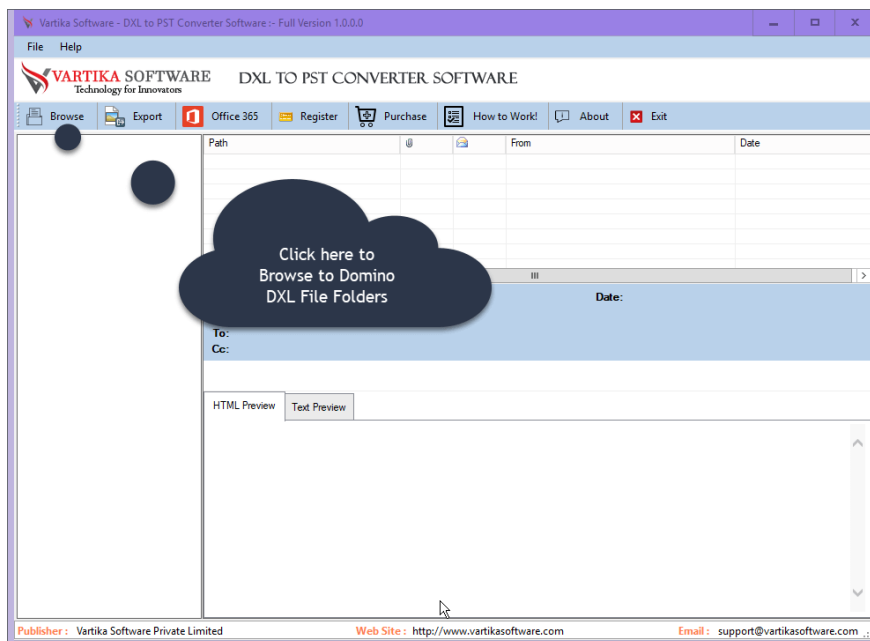 Vartika Software - DXL to PST Converter Software :- Full Version 1.0.0.0
File Help
VARTIKA SOFTWARE
Technology for Innovators
DXL TO PST CONVERTER SOFTWARE
Browse Export Office 365 Register Purchase How to Work! About Exit
Path From Date
Click here to
Browse to Domino
DXL File Folders
Date:
To:
Cc:
HTML Preview Text Preview
Publisher : Vartika Software Private Limited Web Site : http://www.vartikasoftware.com Email : support@vartikasoftware.com